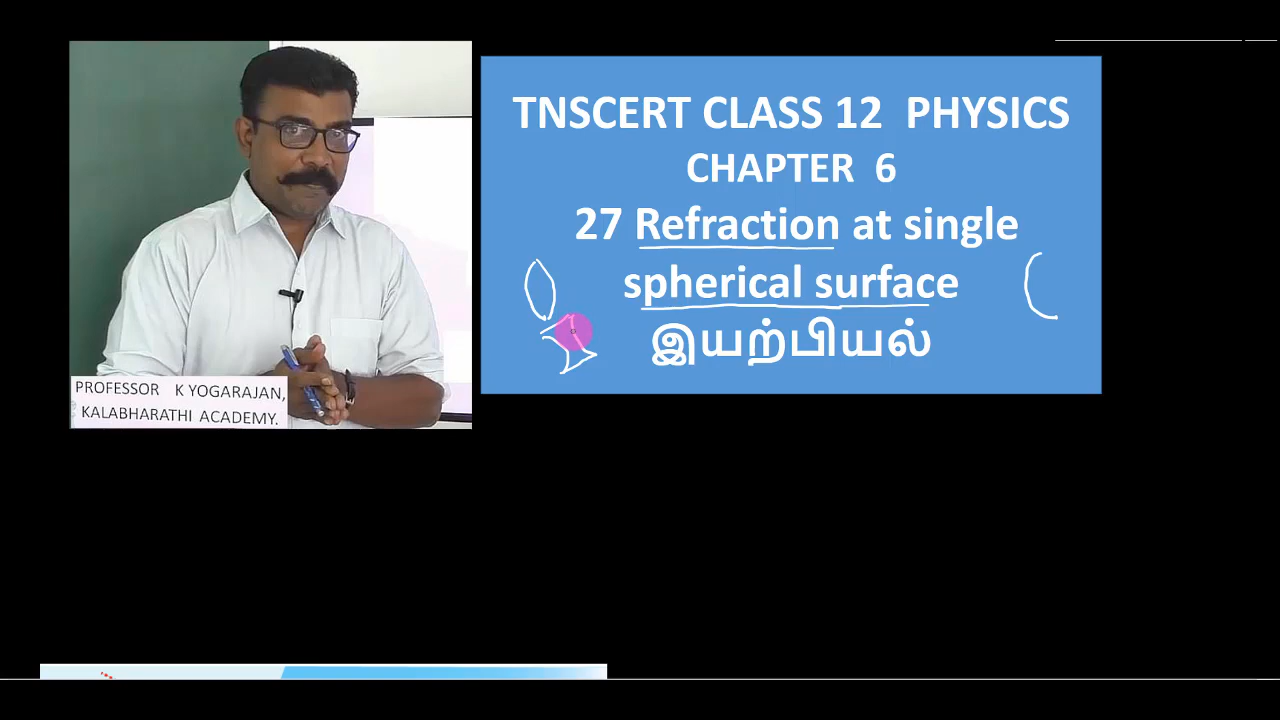 TNSCERT CLASS 12 PHYSICS
CHAPTER 6
27 Refraction at single
spherical surface
இயற்பியல்
PROFESSOR K YOGARAJAN,
KALABHARATHI ACADEMY.